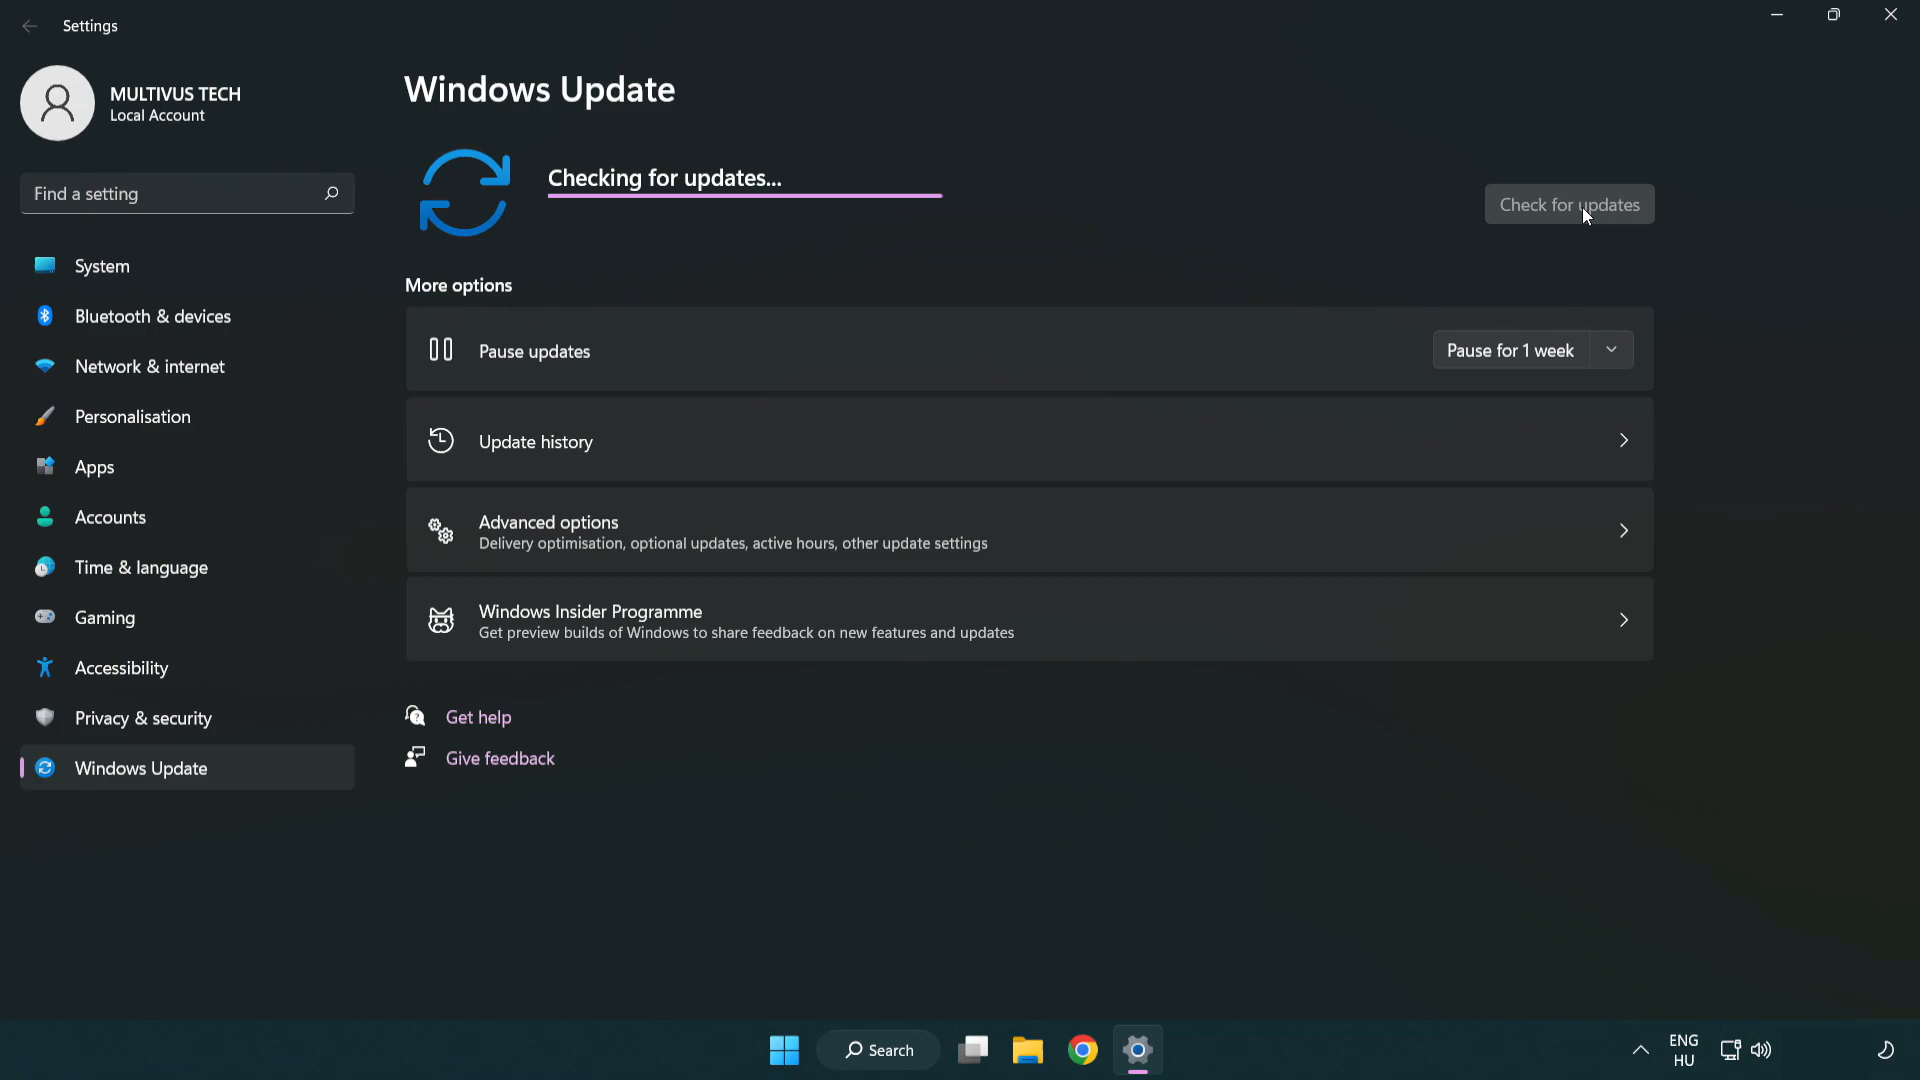 Settings
MULTIVUS TECH
Local Account
Find a setting
System
Bluetooth & devices
Network & internet
Personalisation
Apps
Accounts
Time & language
Gaming
Accessibility
Privacy & security
Windows Update
Windows Update
Checking for updates...
Check for updates
More options
Pause updates
Pause for 1 week
Update history
Advanced options
Delivery optimisation, optional updates, active hours, other update settings
Windows Insider Programme
Get preview builds of Windows to share feedback on new features and updates
Get help
Give feedback
Search
ENG
HU